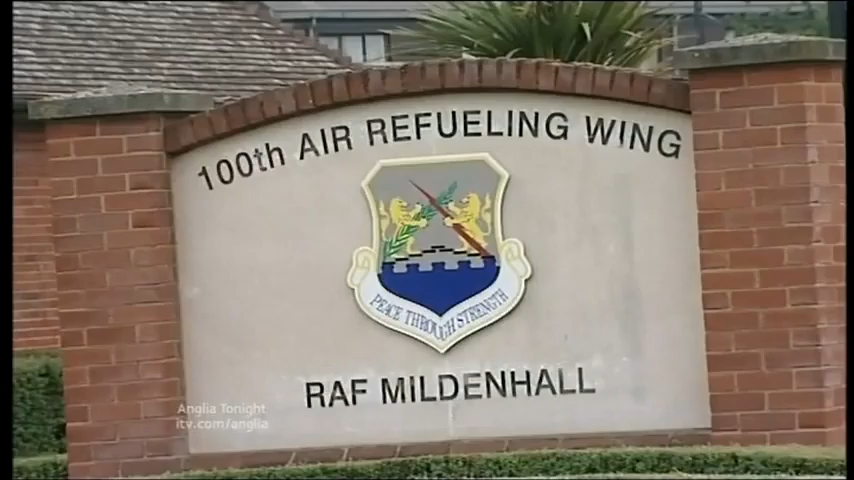 100th AIR REFUELING WING
PEACE THROUGH STRENGTH
RAF MILDENHALL
Anglia Tonight
itv.com/anglia